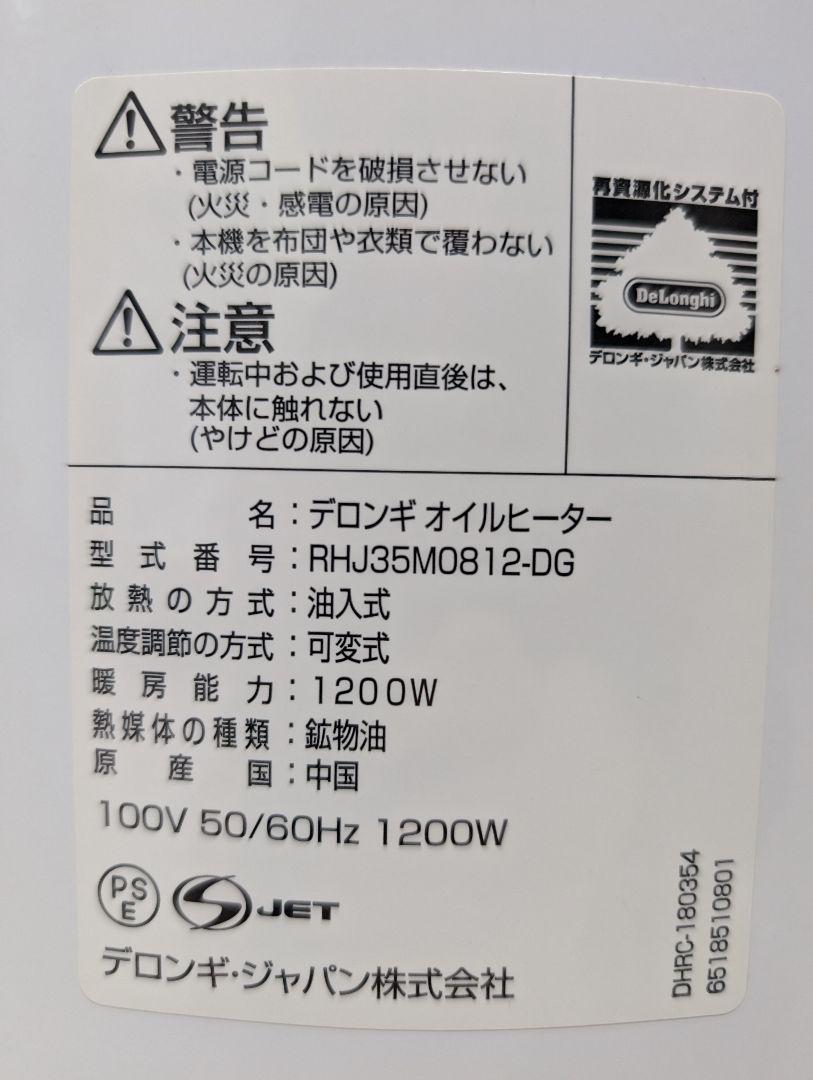 警告
・電源コードを破損させない
(火災・感電の原因)
・本機を布団や衣類で覆わない
(火災の原因)
注意
・運転中および使用直後は、
本体に触れない
(やけどの原因)
再資源化システム付
DeLonghi
デロンギ・ジャパン株式会社
品名：デロンギ オイルヒーター
型式番号：RHJ35M0812-DG
放熱の方式：油入式
温度調節の方式：可変式
暖房能力：1200W
熱媒体の種類：鉱物油
原産国：中国
100V 50/60Hz 1200W
PS
E
S JET
デロンギ・ジャパン株式会社
DHRC-180354
6518510801